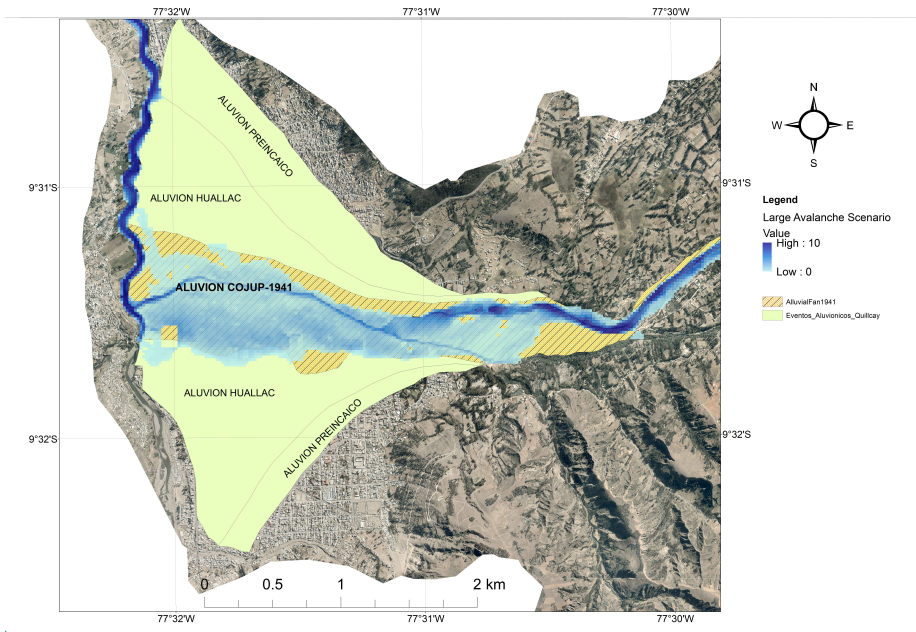 77°32'W
77°31'W
77°30'W
ALUVION PREINCAICO
N
W
E
S
9°31'S
9°31'S
ALUVION HUALLAC
Legend
Large Avalanche Scenario
Value
High : 10
Low : 0
ALUVION COJUP-1941
AlluvialFan1941
Eventos_Aluvionicos_Quillcay
ALUVION HUALLAC
ALUVION PREINCAICO
9°32'S
9°32'S
0
0.5
1
2 km
77°32'W
77°31'W
77°30'W